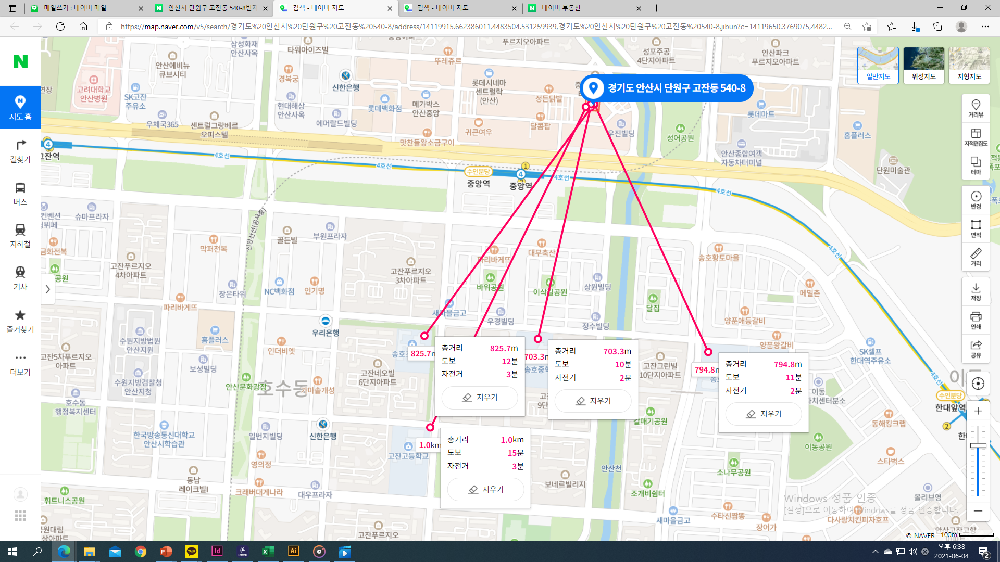 메일쓰기 : 네이버 메일
안산시 단원구 고잔동 540-8번지
검색 - 네이버 지도
검색 - 네이버 지도
네이버 부동산
https://map.naver.com/v5/search/경기도%20안산시%20단원구%20고잔동%20540-8/address/14119915.662386011,4483504.531259939,경기도%20안산시%20단원구%20고잔동%20540-8,jibun?c=14119650.3769075,4482...
지도 홈
길찾기
버스
지하철
기차
즐겨찾기
더보기
삼성화재
안산사옥
타워아이즈빌
푸르지오아파트
성포주공
4단지아파트
안산파크
푸르지오아파트
일반지도
위성지도
지형지도
안산에비뉴
큐브시티
뚜레쥬르
고려대학교
안산병원
SK고잔
주유소
경복궁
신한은행
롯데시네마
센트럴락
(안산)
경기도 안산시 단원구 고잔동 540-8
현대해상
안산사옥
롯데백화점
메가박스
안산중앙
정든닭발
롯데마트
거리뷰
우체국365
센트럴그랑베르
오피스텔
에머랄드빌딩
귀큰여우
달콤팝
우진빌딩
성어공원
홈플러스
맛찬들왕소금구이
지적편집도
안산종합여객
자동차터미널
단원미술관
테마
4
고잔역
4호선
4호선
수인분당
중앙역
1
4
중앙역
4호선
4호선
4호선
4호선
반경
면적
거리
저장
인쇄
공유
슈마프라자
신안산선(공사중)
골든빌
부원프라자
막퍼전복
파리바게뜨
대부축산
송호황토마을
고잔푸르지오
4차아파트
고잔푸르지오
3차아파트
장은타워
NC백화점
인기명
바위공원
이삭일공원
상원빌딩
달집
메밀촌
파리바게뜨
새마을금고
우경빌딩
정수빌딩
양푼애등갈비
우리은행
수원지방법원
안산지원
홈플러스
인더비엣
양푼왕갈비
SK셀프
한대역주유소
고잔5차푸르지오
아파트
보성빌딩
수원지방검찰청
안산지청
안산문화광장
호수동
가마솥개성
고잔네오빌
6단지아파트
고잔그린빌
10단지아파트
825.7
총거리 825.7m
도보 12분
자전거 3분
지우기
703.3m
총거리 703.3m
도보 10분
자전거 2분
지우기
794.8
총거리 794.8m
도보 11분
자전거 2분
지우기
1.0km
총거리 1.0km
도보 15분
자전거 3분
지우기
호수동
행정복지센터
한국방송통신대학교
안산시학습관
일번지빌딩
신한은행
고잔고등학교
갈매기공원
수인분당
한대앞역
2
동해킹크랩
이동공원
스타벅스
소나무공원
안산천
영의정
동남
레이크빌I
크래버대게나라
대우프라자
보네르빌리지
조개비쉼터
휘트니스공원
올리브영
새마을금고
수타신짬뽕
장어가
다사랑치킨피자호프
고잔푸르지오
Windows 정품 인증
[설정]으로 이동하여 Windows를 정품 인증합니다.
© NAVER
100m
오후 6:38
2021-06-04
2